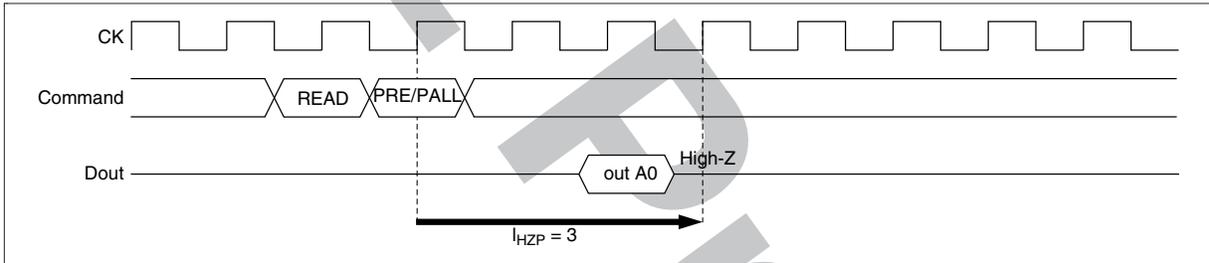 CK
Command READ PRE/PALL
Dout out A0 High-Z
lHZP = 3